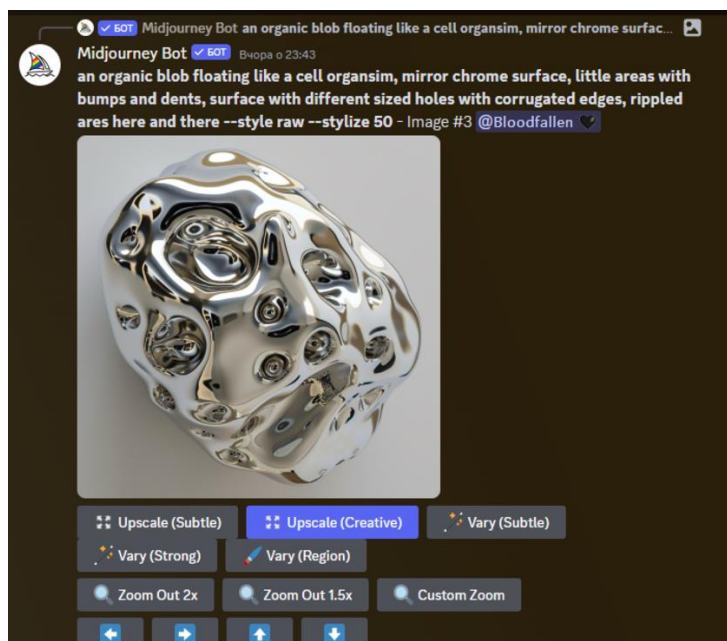 БОТ Midjourney Bot an organic blob floating like a cell organsim, mirror chrome surfac...
Midjourney Bot БОТ Вчора о 23:43
an organic blob floating like a cell organsim, mirror chrome surface, little areas with
bumps and dents, surface with different sized holes with corrugated edges, rippled
ares here and there --style raw --stylize 50 - Image #3 @Bloodfallen
Upscale (Subtle) Upscale (Creative) Vary (Subtle)
Vary (Strong) Vary (Region)
Zoom Out 2x Zoom Out 1.5x Custom Zoom